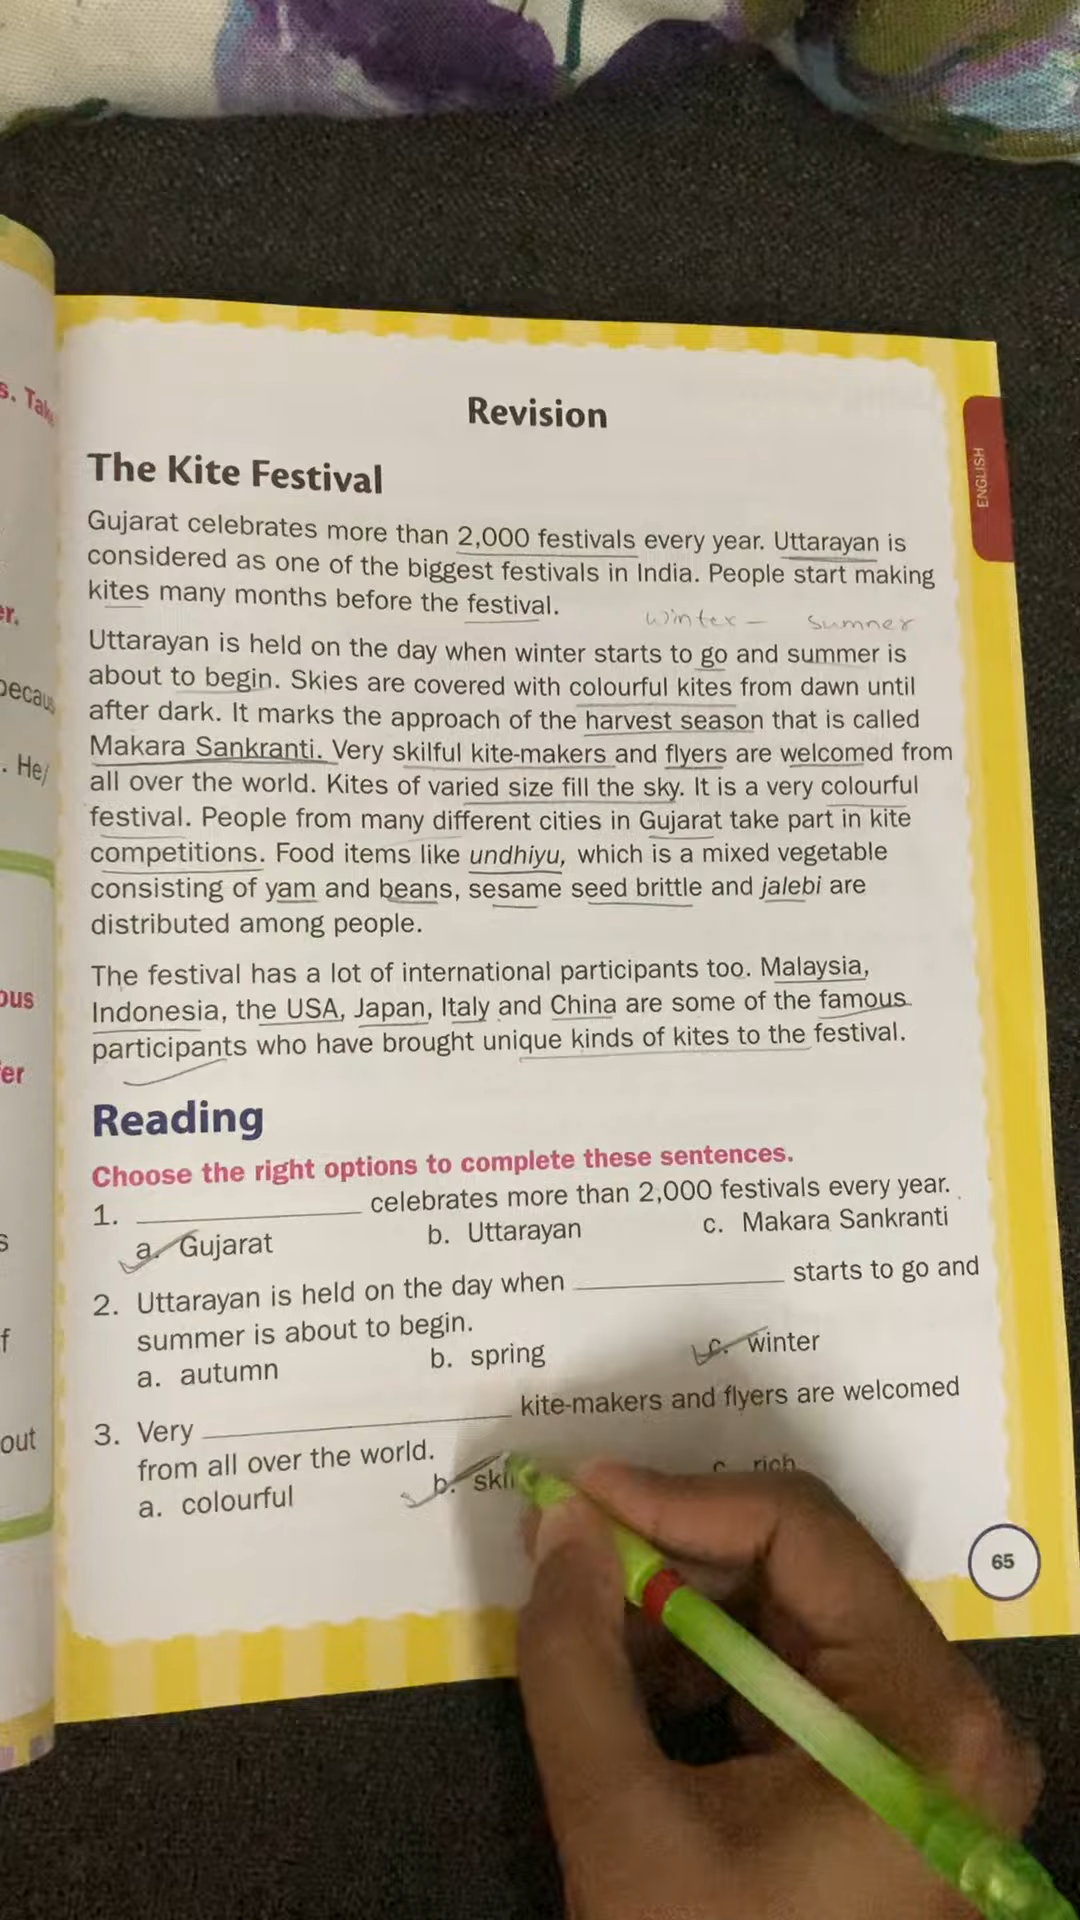 s. Take
er.
becaus
. He/
ous
er
s
f
out
ENGLISH
Revision
The Kite Festival
Gujarat celebrates more than 2,000 festivals every year. Uttarayan is
considered as one of the biggest festivals in India. People start making
kites many months before the festival.
winter – summer
Uttarayan is held on the day when winter starts to go and summer is
about to begin. Skies are covered with colourful kites from dawn until
after dark. It marks the approach of the harvest season that is called
Makara Sankranti. Very skilful kite-makers and flyers are welcomed from
all over the world. Kites of varied size fill the sky. It is a very colourful
festival. People from many different cities in Gujarat take part in kite
competitions. Food items like undhiyu, which is a mixed vegetable
consisting of yam and beans, sesame seed brittle and jalebi are
distributed among people.
The festival has a lot of international participants too. Malaysia,
Indonesia, the USA, Japan, Italy and China are some of the famous
participants who have brought unique kinds of kites to the festival.
Reading
Choose the right options to complete these sentences.
1. ____________ celebrates more than 2,000 festivals every year.
a. Gujarat b. Uttarayan c. Makara Sankranti
2. Uttarayan is held on the day when ____________ starts to go and
summer is about to begin.
a. autumn b. spring c. winter
3. Very ____________ kite-makers and flyers are welcomed
from all over the world.
a. colourful b. ski c. rich
65